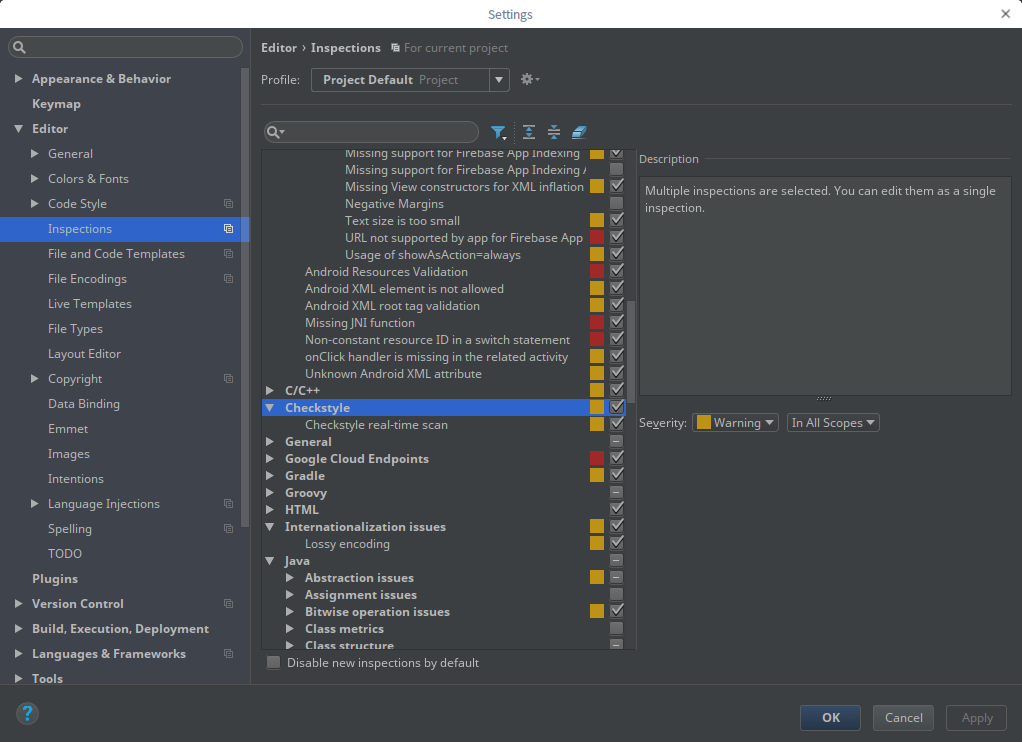 Settings
Appearance & Behavior
Keymap
Editor
General
Colors & Fonts
Code Style
Inspections
File and Code Templates
File Encodings
Live Templates
File Types
Layout Editor
Copyright
Data Binding
Emmet
Images
Intentions
Language Injections
Spelling
TODO
Plugins
Version Control
Build, Execution, Deployment
Languages & Frameworks
Tools
Editor › Inspections For current project
Profile: Project Default Project
Missing support for Firebase App Indexing
Missing support for Firebase App Indexing
Missing View constructors for XML inflation
Negative Margins
Text size is too small
URL not supported by app for Firebase App
Usage of showAsAction=always
Android Resources Validation
Android XML element is not allowed
Android XML root tag validation
Missing JNI function
Non-constant resource ID in a switch statement
onClick handler is missing in the related activity
Unknown Android XML attribute
C/C++
Checkstyle
Checkstyle real-time scan
General
Google Cloud Endpoints
Gradle
Groovy
HTML
Internationalization issues
Lossy encoding
Java
Abstraction issues
Assignment issues
Bitwise operation issues
Class metrics
Class structure
Disable new inspections by default
Description
Multiple inspections are selected. You can edit them as a single
inspection.
Severity: Warning In All Scopes
?
OK Cancel Apply